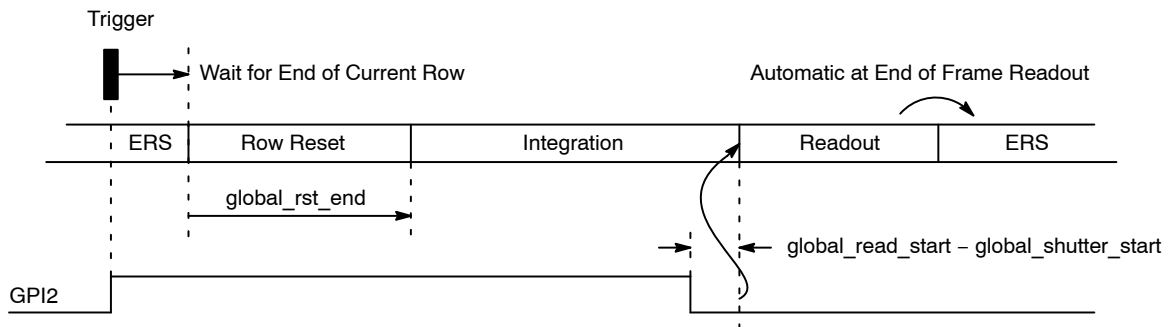 Trigger
Wait for End of Current Row
Automatic at End of Frame Readout
ERS
Row Reset
Integration
Readout
ERS
global_rst_end
global_read_start − global_shutter_start
GPI2